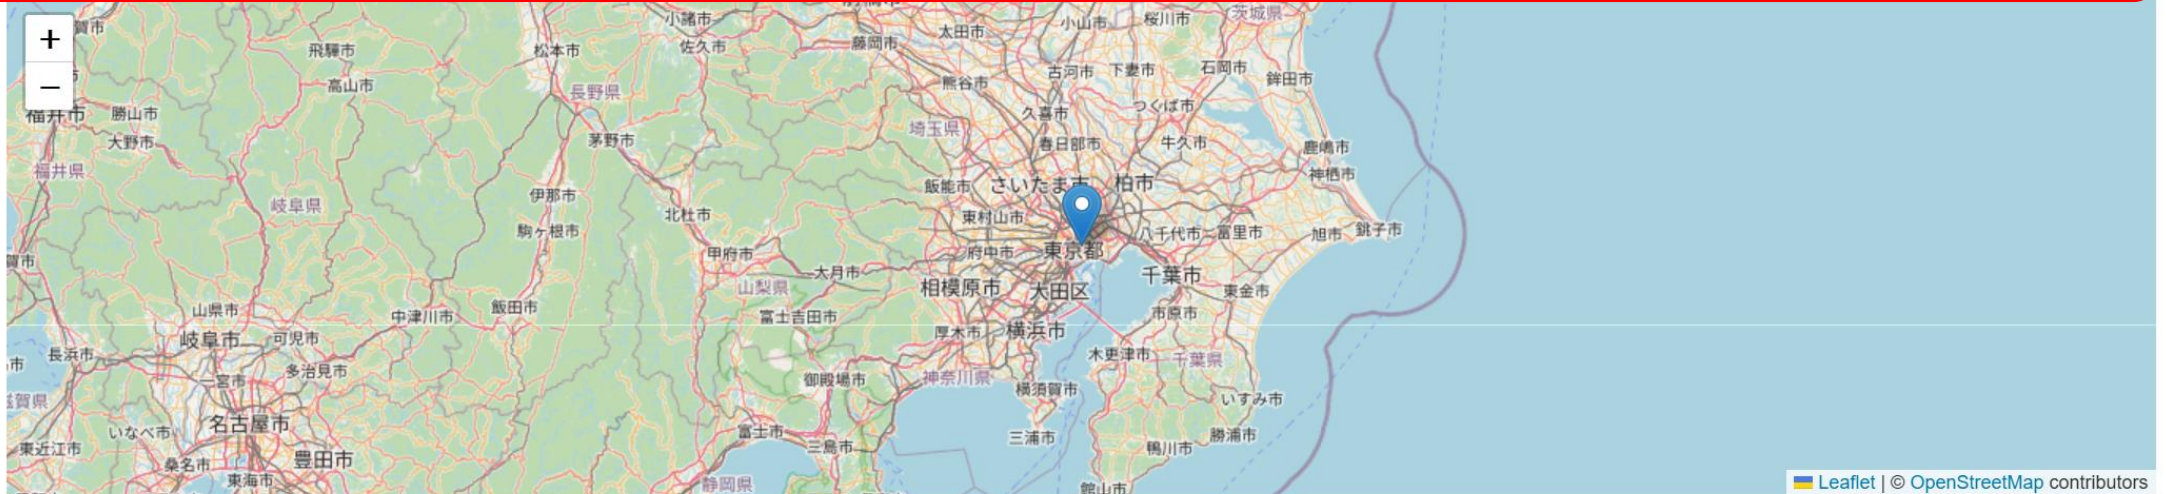 +
−
小諸市
小山市
桜川市
茨城県
太田市
飛騨市
松本市
佐久市
藤岡市
高山市
熊谷市
古河市
下妻市
石岡市
鉾田市
長野県
福井市
勝山市
久喜市
つくば市
大野市
茅野市
埼玉県
春日部市
牛久市
鹿嶋市
福井県
飯能市
さいたま市
柏市
神栖市
伊那市
岐阜県
北杜市
東村山市
駒ヶ根市
八千代市
富里市
旭市
銚子市
甲府市
府中市
東京都
大月市
千葉市
山梨県
相模原市
大田区
東金市
山県市
中津川市
飯田市
富士吉田市
市原市
岐阜市
可児市
厚木市
横浜市
長浜市
木更津市
千葉県
一宮市
多治見市
御殿場市
神奈川県
横須賀市
滋賀県
いすみ市
名古屋市
いなべ市
富士市
三島市
三浦市
勝浦市
東近江市
鴨川市
桑名市
豊田市
東海市
静岡県
館山市
Leaflet | © OpenStreetMap contributors